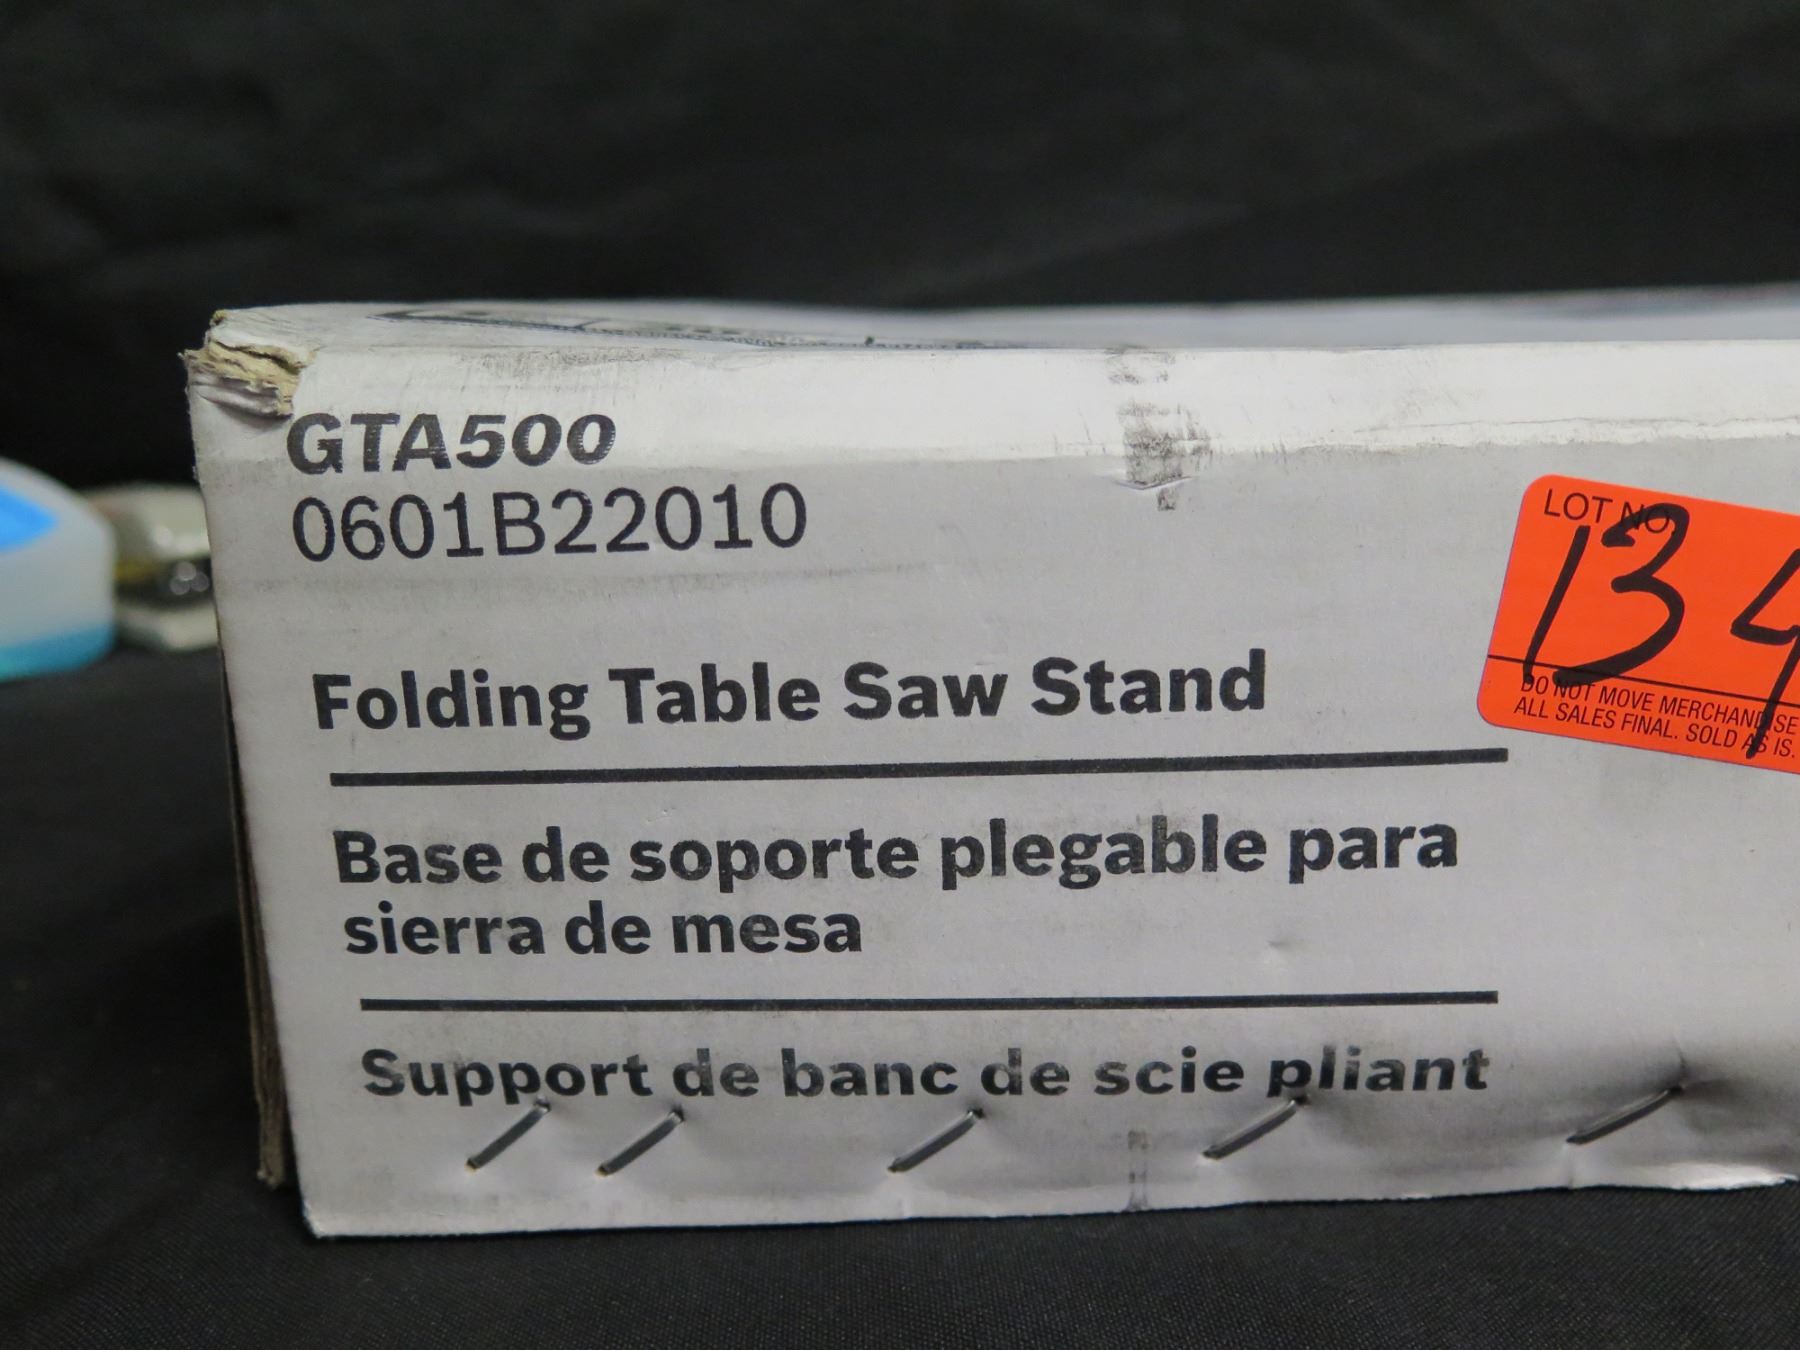 GTA500
0601B22010
Folding Table Saw Stand
Base de soporte plegable para
sierra de mesa
Support de banc de scie pliant
LOT NO.
13
DO NOT MOVE MERCHANDISE
ALL SALES FINAL. SOLD AS IS.